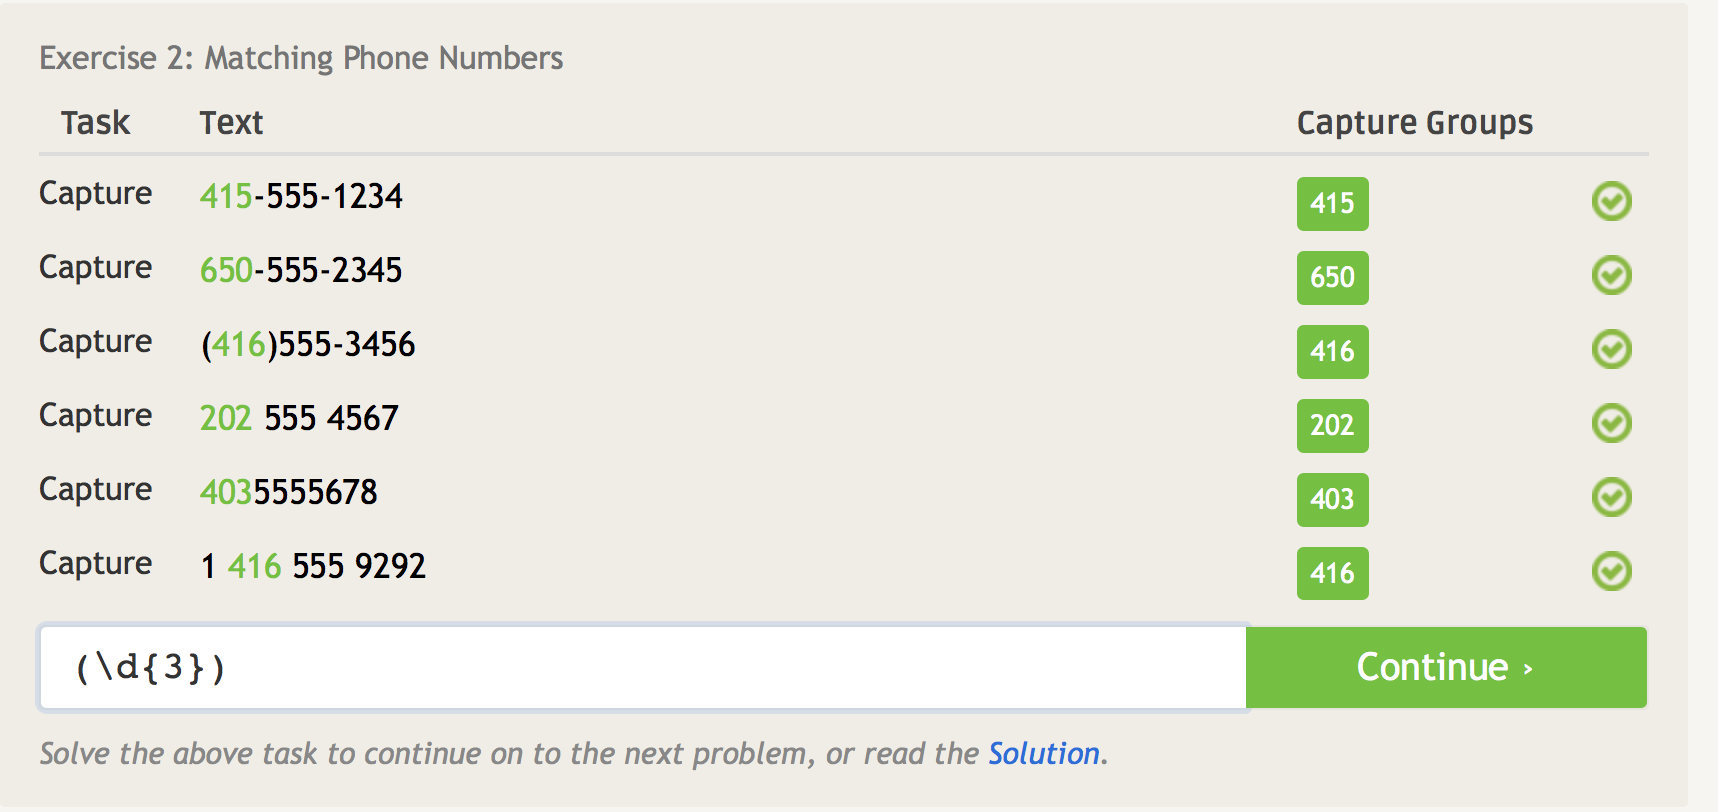 Exercise 2: Matching Phone Numbers
Task Text Capture Groups
Capture 415-555-1234 415
Capture 650-555-2345 650
Capture (416)555-3456 416
Capture 202 555 4567 202
Capture 4035555678 403
Capture 1 416 555 9292 416
(\d{3}) Continue ›
Solve the above task to continue on to the next problem, or read the Solution.